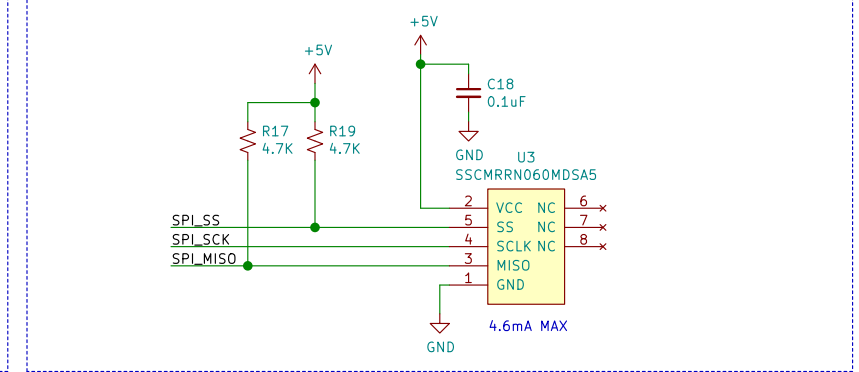 +5V
+5V
C18
0.1uF
R17
4.7K
R19
4.7K
GND
U3
SSCMRRN060MDSA5
SPI_SS
SPI_SCK
SPI_MISO
2 VCC NC 6
5 SS NC 7
4 SCLK NC 8
3 MISO
1 GND
4.6mA MAX
GND